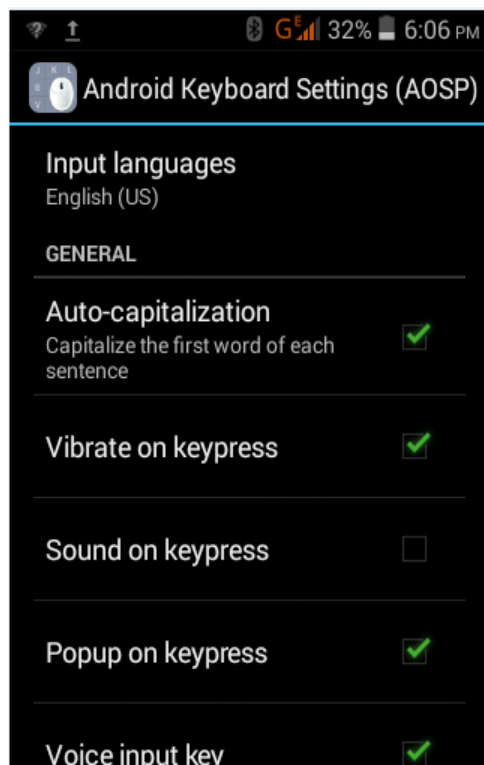 G E 32% 6:06 PM
Android Keyboard Settings (AOSP)
Input languages
English (US)
GENERAL
Auto-capitalization
Capitalize the first word of each
sentence
Vibrate on keypress
Sound on keypress
Popup on keypress
Voice input key